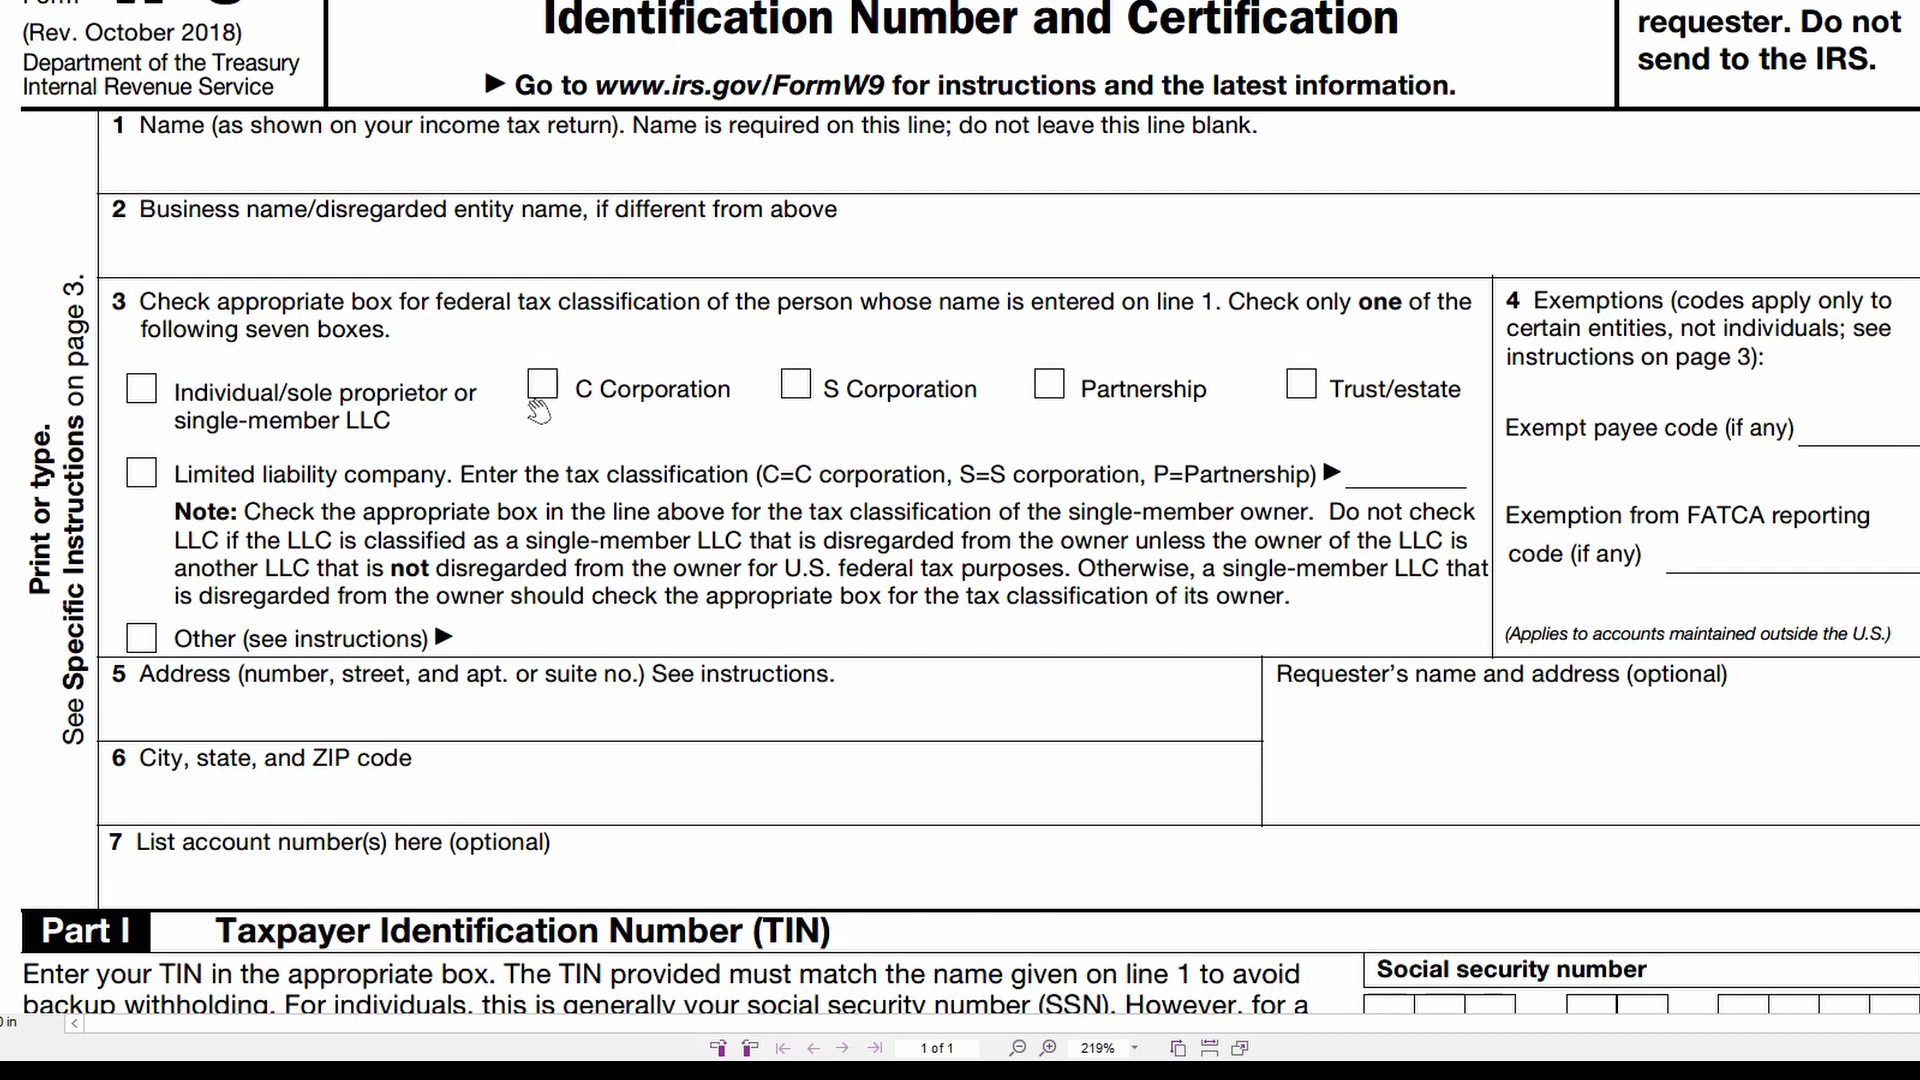 (Rev. October 2018)
Department of the Treasury
Internal Revenue Service
Identification Number and Certification
► Go to www.irs.gov/FormW9 for instructions and the latest information.
requester. Do not
send to the IRS.
Print or type.
See Specific Instructions on page 3.
1 Name (as shown on your income tax return). Name is required on this line; do not leave this line blank.
2 Business name/disregarded entity name, if different from above
3 Check appropriate box for federal tax classification of the person whose name is entered on line 1. Check only one of the
following seven boxes.
Individual/sole proprietor or
single-member LLC
C Corporation
S Corporation
Partnership
Trust/estate
Limited liability company. Enter the tax classification (C=C corporation, S=S corporation, P=Partnership) ►
Note: Check the appropriate box in the line above for the tax classification of the single-member owner. Do not check
LLC if the LLC is classified as a single-member LLC that is disregarded from the owner unless the owner of the LLC is
another LLC that is not disregarded from the owner for U.S. federal tax purposes. Otherwise, a single-member LLC that
is disregarded from the owner should check the appropriate box for the tax classification of its owner.
Other (see instructions) ►
4 Exemptions (codes apply only to
certain entities, not individuals; see
instructions on page 3):
Exempt payee code (if any)
Exemption from FATCA reporting
code (if any)
(Applies to accounts maintained outside the U.S.)
5 Address (number, street, and apt. or suite no.) See instructions.
Requester's name and address (optional)
6 City, state, and ZIP code
7 List account number(s) here (optional)
Part I Taxpayer Identification Number (TIN)
Enter your TIN in the appropriate box. The TIN provided must match the name given on line 1 to avoid
backup withholding. For individuals, this is generally your social security number (SSN). However, for a
Social security number
in
1 of 1
219%